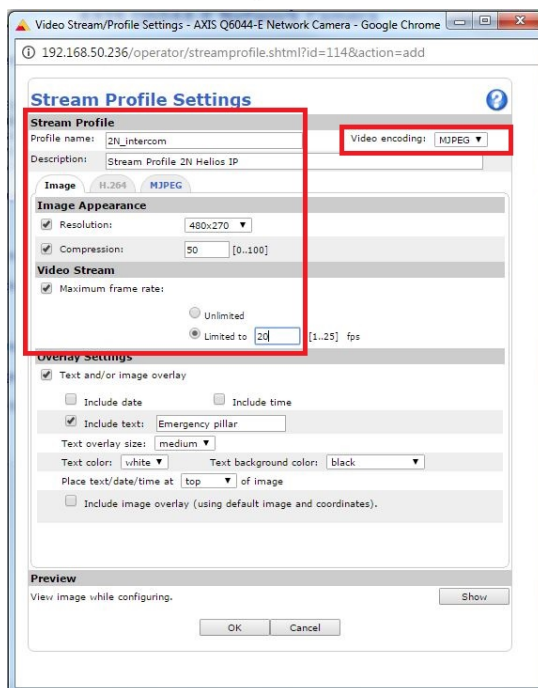 Video Stream/Profile Settings - AXIS Q6044-E Network Camera - Google Chrome
192.168.50.236/operator/streamprofile.shtml?id=114&action=add
Stream Profile Settings
Stream Profile
Profile name: 2N_intercom Video encoding: MJPEG
Description: Stream Profile 2N Helios IP
Image H.264 MJPEG
Image Appearance
Resolution: 480x270
Compression: 50 [0..100]
Video Stream
Maximum frame rate:
Unlimited
Limited to 20 [1..25] fps
Overlay Settings
Text and/or image overlay
Include date Include time
Include text: Emergency pillar
Text overlay size: medium
Text color: white Text background color: black
Place text/date/time at top of image
Include image overlay (using default image and coordinates).
Preview
View image while configuring. Show
OK Cancel